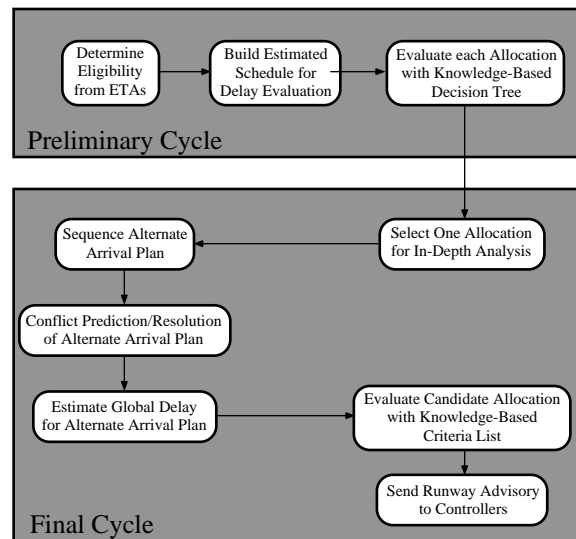 Determine
Eligibility
from ETAs
Build Estimated
Schedule for
Delay Evaluation
Evaluate each Allocation
with Knowledge-Based
Decision Tree
Preliminary Cycle
Select One Allocation
for In-Depth Analysis
Sequence Alternate
Arrival Plan
Conflict Prediction/Resolution
of Alternate Arrival Plan
Estimate Global Delay
for Alternate Arrival Plan
Evaluate Candidate Allocation
with Knowledge-Based
Criteria List
Send Runway Advisory
to Controllers
Final Cycle